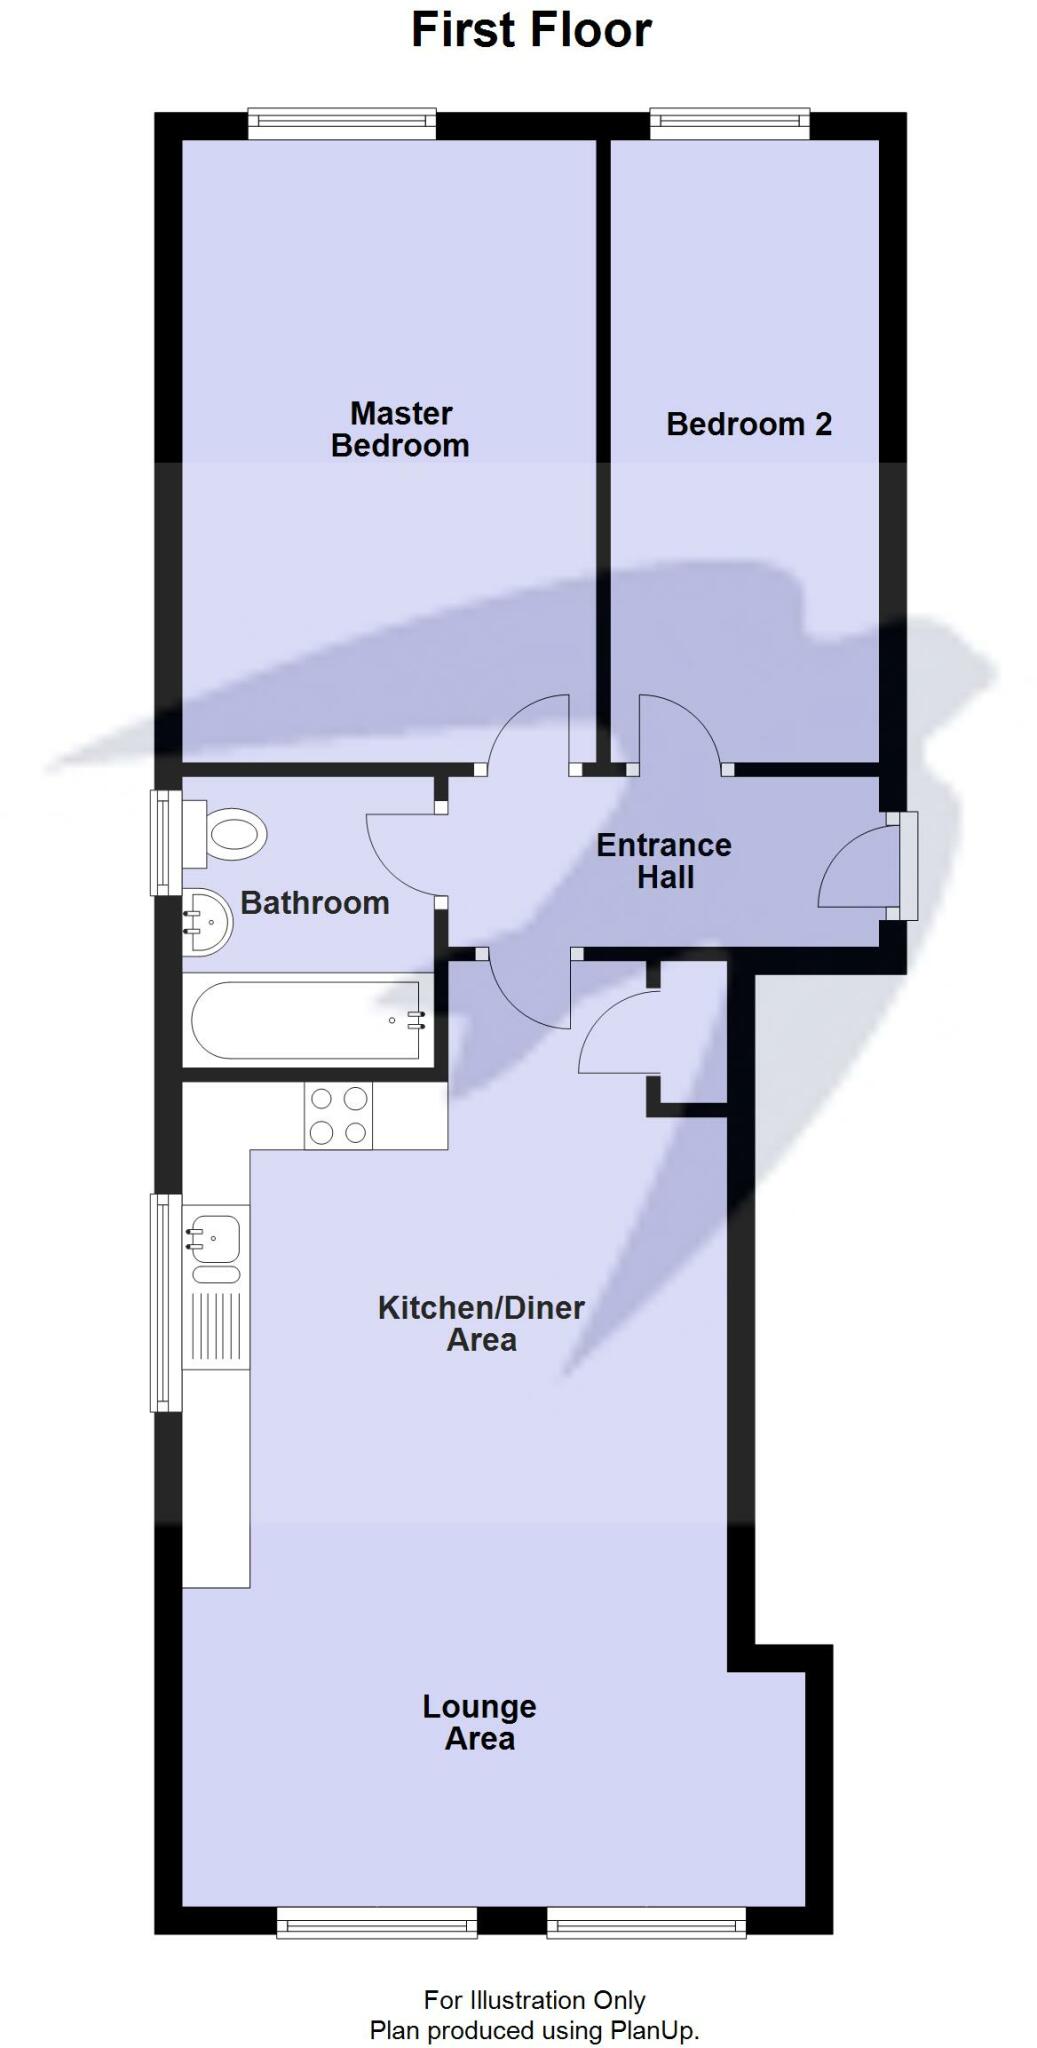 First Floor
Master
Bedroom
Bedroom 2
Entrance
Hall
Bathroom
Kitchen/Diner
Area
Lounge
Area
For Illustration Only
Plan produced using PlanUp.